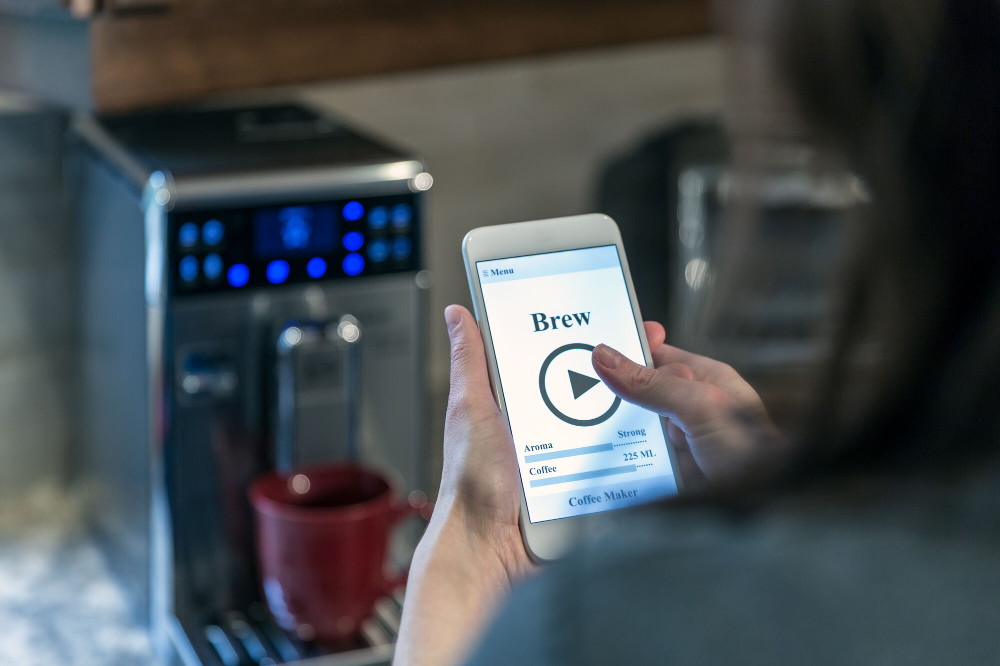 Menu
Brew
Strong
Aroma
225 ML
Coffee
Coffee Maker